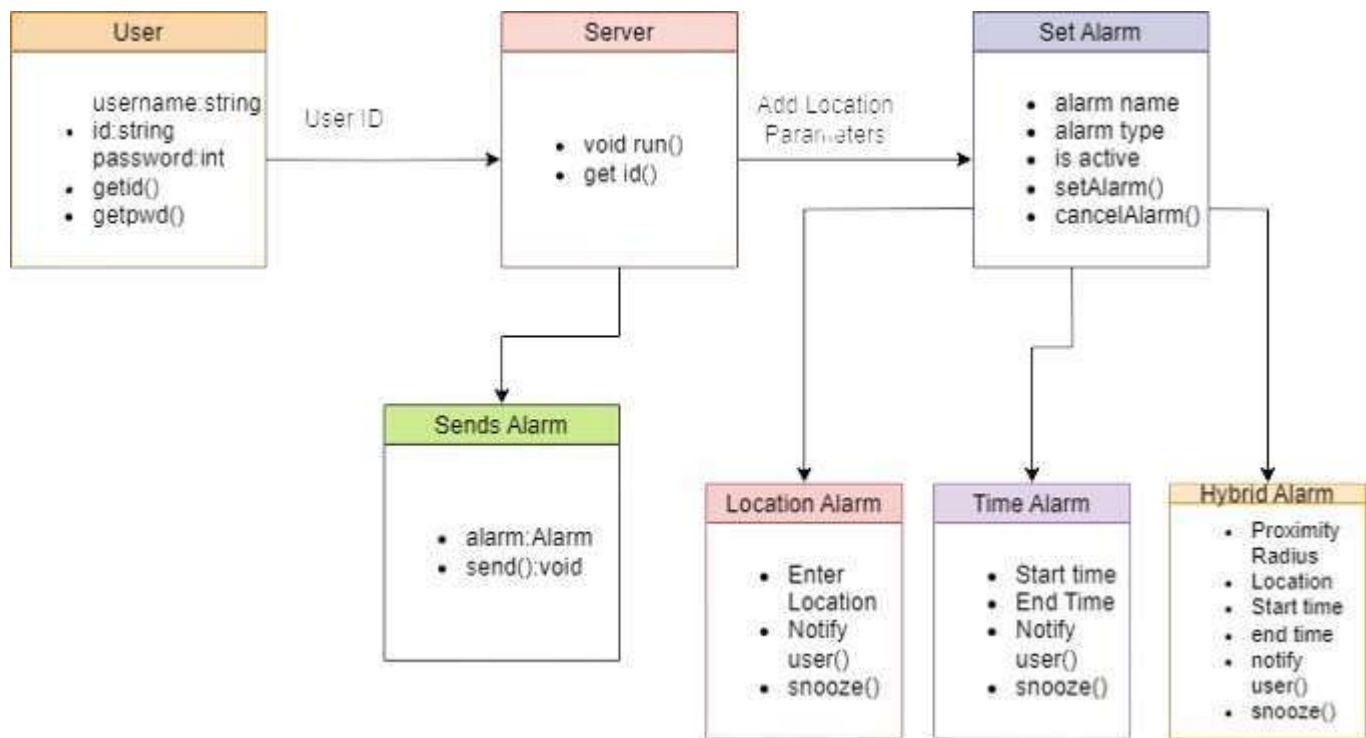 User
username:string
id:string
password:int
getid()
getpwd()
User ID
Server
void run()
get id()
Add Location
Parameters
Set Alarm
alarm name
alarm type
is active
setAlarm()
cancelAlarm()
Sends Alarm
alarm:Alarm
send():void
Location Alarm
Enter
Location
Notify
user()
snooze()
Time Alarm
Start time
End Time
Notify
user()
snooze()
Hybrid Alarm
Proximity
Radius
Location
Start time
end time
notify
user()
snooze()